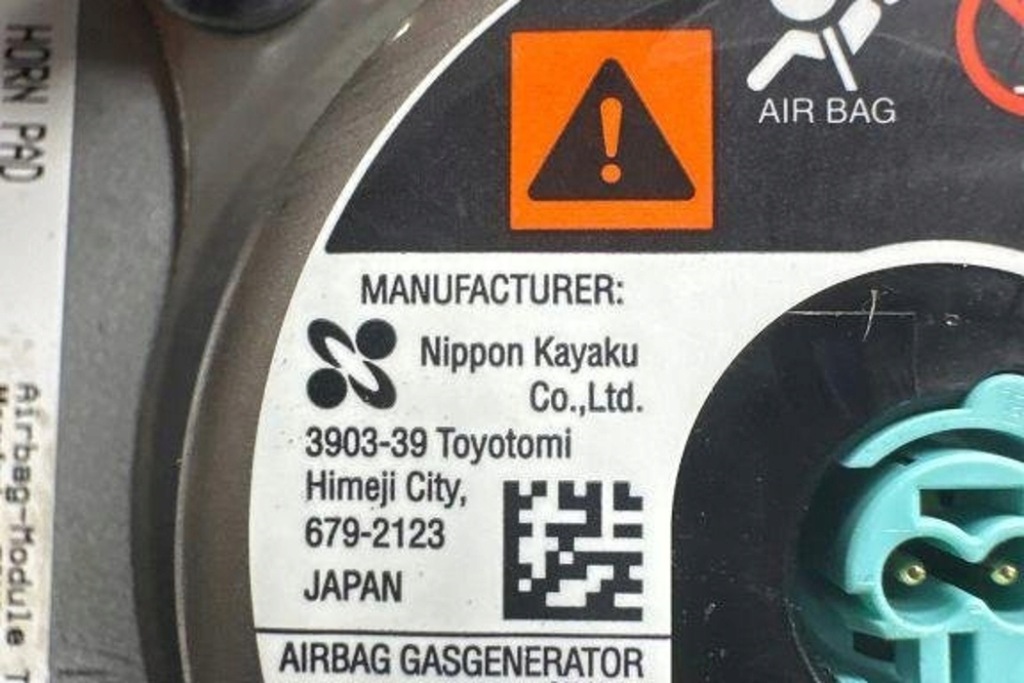 HORN PAD
AIR BAG
MANUFACTURER:
Nippon Kayaku
Co.,Ltd.
3903-39 Toyotomi
Himeji City,
679-2123
JAPAN
AIRBAG GASGENERATOR
Airbag-Module